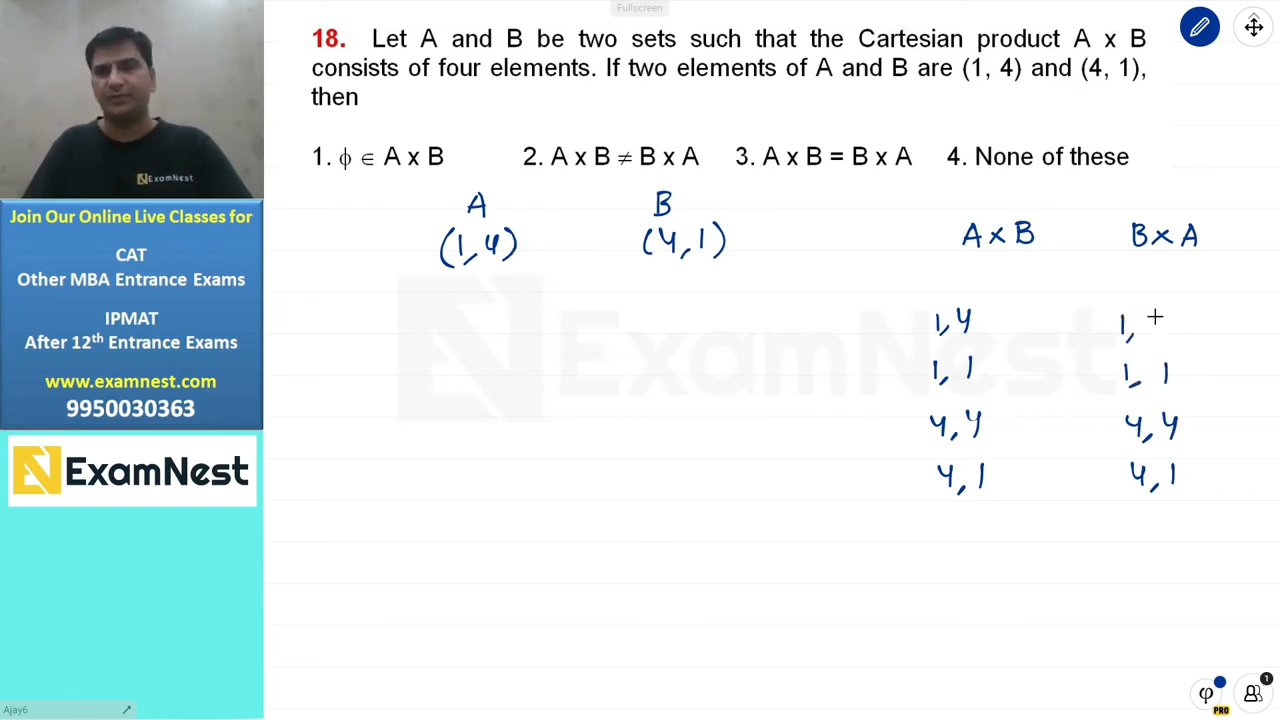 Fullscreen
18. Let A and B be two sets such that the Cartesian product A x B
consists of four elements. If two elements of A and B are (1, 4) and (4, 1),
then
1. ϕ ∈ A x B 2. A x B ≠ B x A 3. A x B = B x A 4. None of these
A B
(1, 4) (4, 1)
A x B B x A
1, 4 1,
1, 1 1, 1
4, 4 4, 4
4, 1 4, 1
ExamNest
ExamNest
Join Our Online Live Classes for
CAT
Other MBA Entrance Exams
IPMAT
After 12th Entrance Exams
www.examnest.com
9950030363
ExamNest
Ajay6
φ
PRO
1